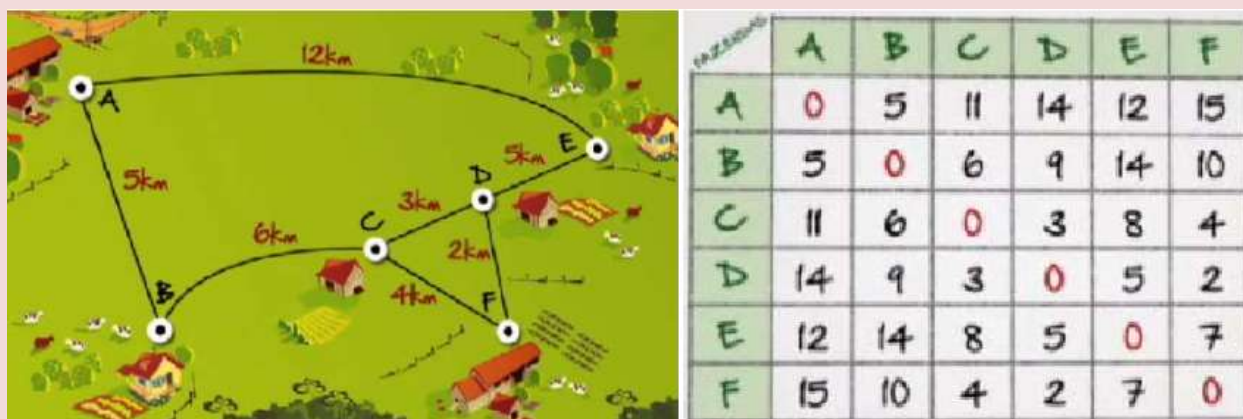 12km
A
E
5km
D
5km
3km
C
6km
2km
B
4km
F
FAZENDAS A B C D E F
A 0 5 11 14 12 15
B 5 0 6 9 14 10
C 11 6 0 3 8 4
D 14 9 3 0 5 2
E 12 14 8 5 0 7
F 15 10 4 2 7 0